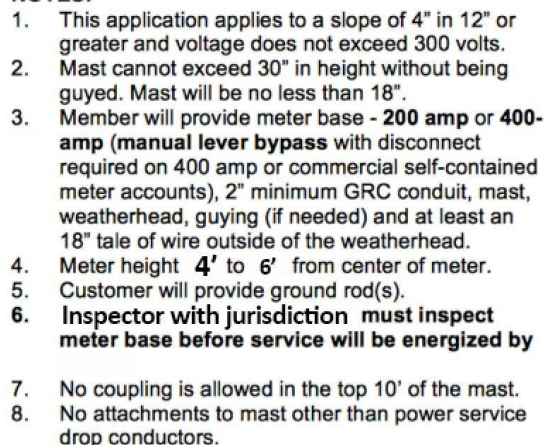 1. This application applies to a slope of 4" in 12" or
greater and voltage does not exceed 300 volts.
2. Mast cannot exceed 30" in height without being
guyed. Mast will be no less than 18".
3. Member will provide meter base - 200 amp or 400-
amp (manual lever bypass with disconnect
required on 400 amp or commercial self-contained
meter accounts), 2" minimum GRC conduit, mast,
weatherhead, guying (if needed) and at least an
18" tale of wire outside of the weatherhead.
4. Meter height 4' to 6' from center of meter.
5. Customer will provide ground rod(s).
6. Inspector with jurisdiction must inspect
meter base before service will be energized by
7. No coupling is allowed in the top 10' of the mast.
8. No attachments to mast other than power service
drop conductors.